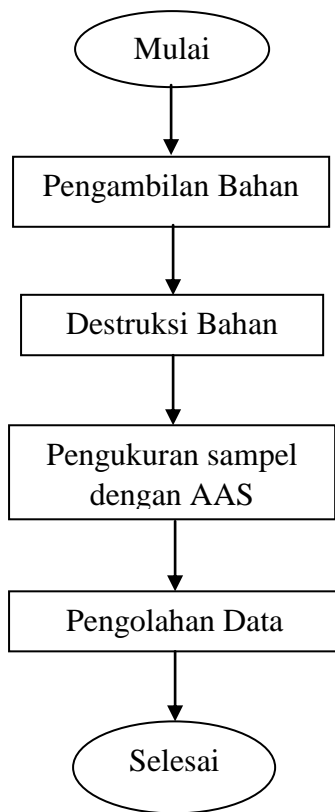 Mulai
Pengambilan Bahan
Destruksi Bahan
Pengukuran sampel
dengan AAS
Pengolahan Data
Selesai